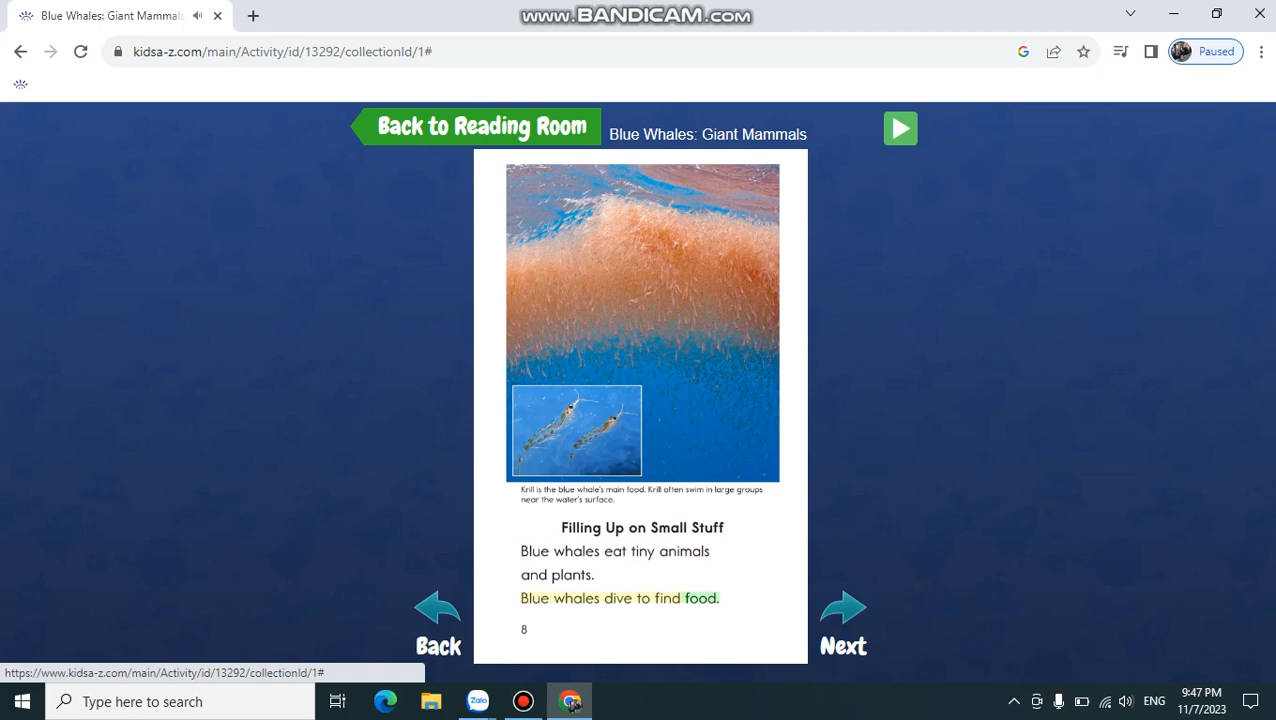 Blue Whales: Giant Mammals
www.BANDICAM.com
kidsa-z.com/main/Activity/id/13292/collectionId/1#
Paused
Back to Reading Room
Blue Whales: Giant Mammals
Krill is the blue whale's main food. Krill often swim in large groups
near the water's surface.
Filling Up on Small Stuff
Blue whales eat tiny animals
and plants.
Blue whales dive to find food.
8
Back
Next
https://www.kidsa-z.com/main/Activity/id/13292/collectionId/1#
Type here to search
Zalo
ENG
9:47 PM
11/7/2023